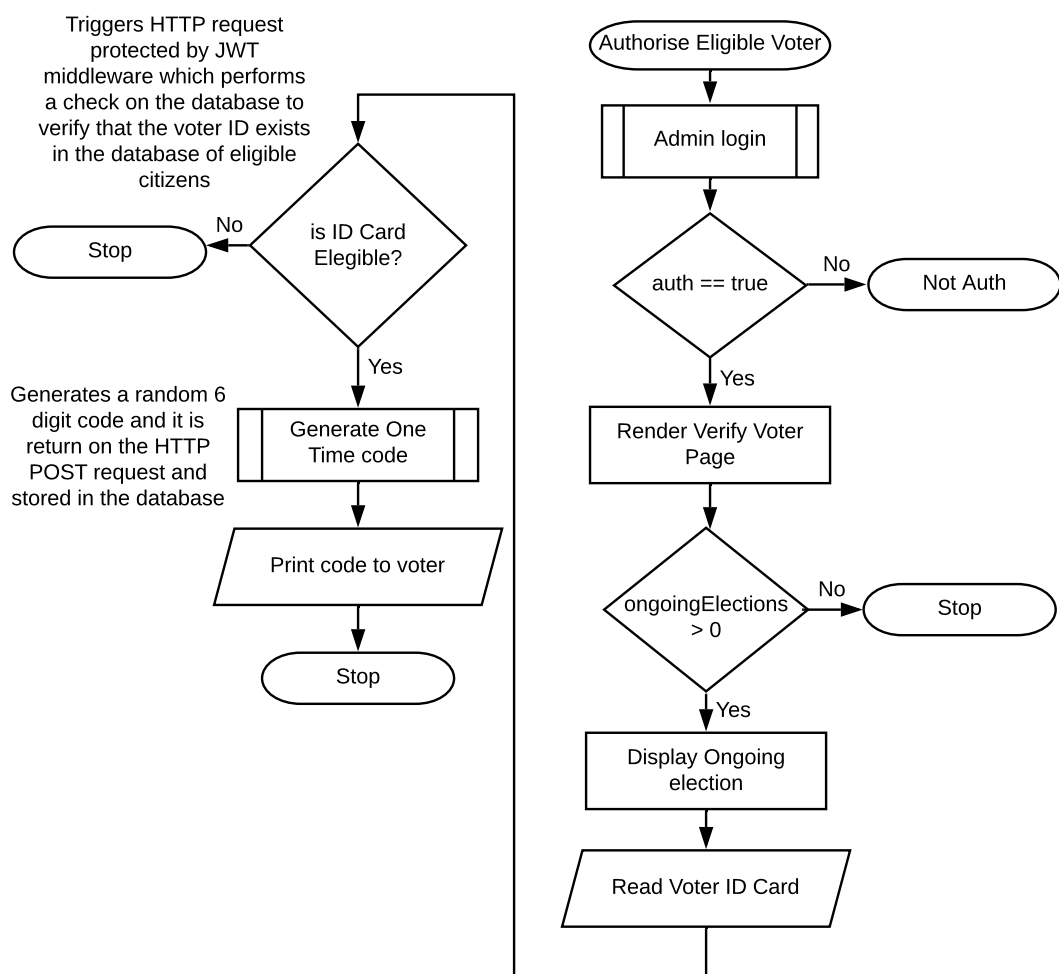 Triggers HTTP request
protected by JWT
middleware which performs
a check on the database to
verify that the voter ID exists
in the database of eligible
citizens
is ID Card
Elegible?
No
Stop
Yes
Generates a random 6
digit code and it is
return on the HTTP
POST request and
stored in the database
Generate One
Time code
Print code to voter
Stop
Authorise Eligible Voter
Admin login
auth == true
No
Not Auth
Yes
Render Verify Voter
Page
ongoingElections
> 0
No
Stop
Yes
Display Ongoing
election
Read Voter ID Card